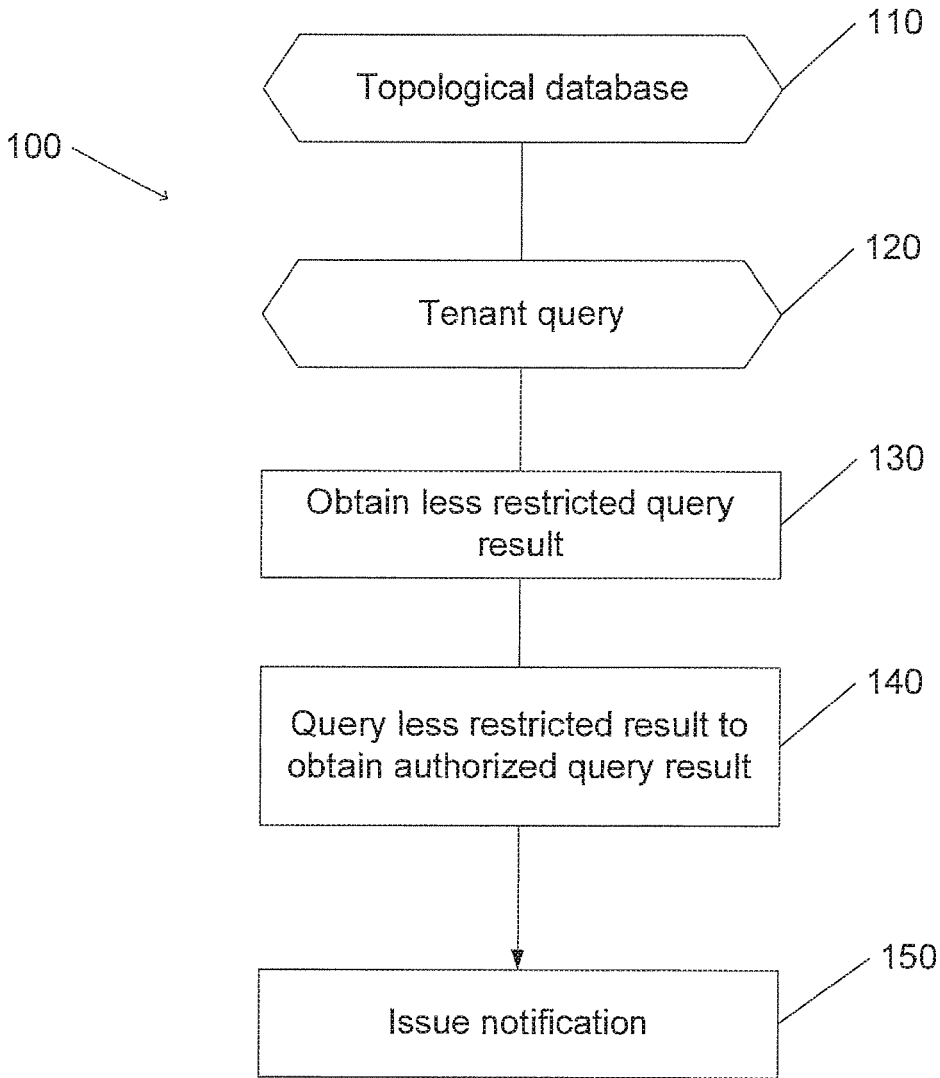 110
Topological database
100
120
Tenant query
130
Obtain less restricted query
result
140
Query less restricted result to
obtain authorized query result
150
Issue notification